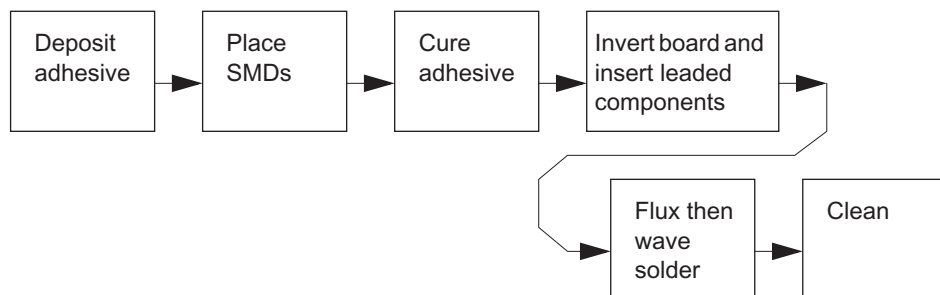 Deposit
adhesive
Place
SMDs
Cure
adhesive
Invert board and
insert leaded
components
Flux then
wave
solder
Clean